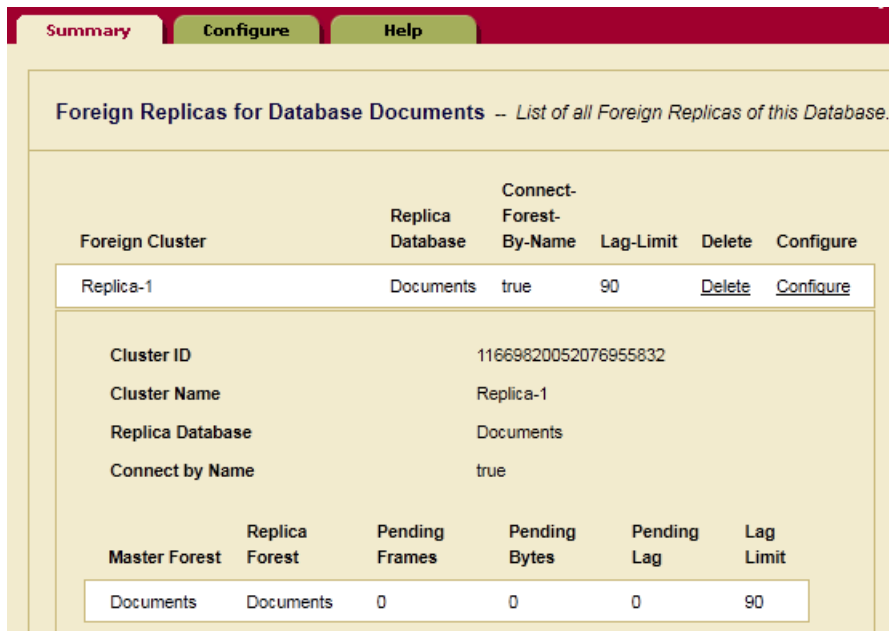 Summary Configure Help
Foreign Replicas for Database Documents -- List of all Foreign Replicas of this Database.
Connect-
Replica Forest-
Foreign Cluster Database By-Name Lag-Limit Delete Configure
Replica-1 Documents true 90 Delete Configure
Cluster ID 11669820052076955832
Cluster Name Replica-1
Replica Database Documents
Connect by Name true
Replica Pending Pending Pending Lag
Master Forest Forest Frames Bytes Lag Limit
Documents Documents 0 0 0 90